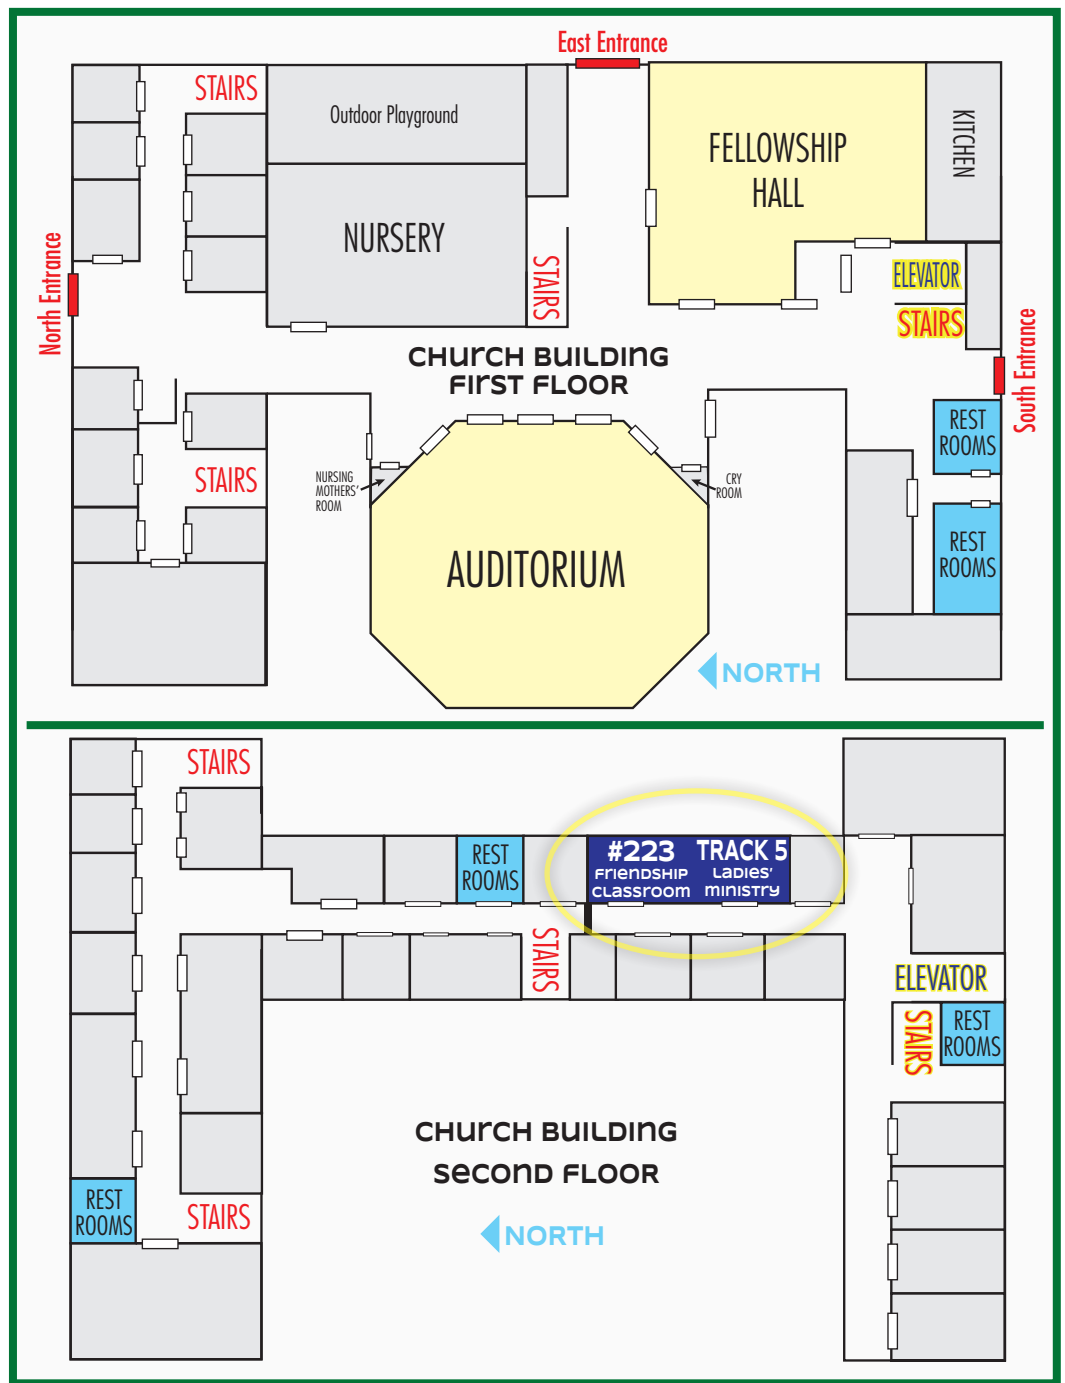 East Entrance
STAIRS
Outdoor Playground
FELLOWSHIP
HALL
KITCHEN
NURSERY
North Entrance
STAIRS
ELEVATOR
STAIRS
South Entrance
CHURCH BUILDING
FIRST FLOOR
REST
ROOMS
STAIRS
NURSING
MOTHERS'
ROOM
CRY
ROOM
AUDITORIUM
REST
ROOMS
NORTH
STAIRS
REST
ROOMS
#223
FRIENDSHIP
CLASSROOM
TRACK 5
LADIES'
MINISTRY
STAIRS
ELEVATOR
STAIRS
REST
ROOMS
CHURCH BUILDING
SECOND FLOOR
REST
ROOMS
STAIRS
NORTH